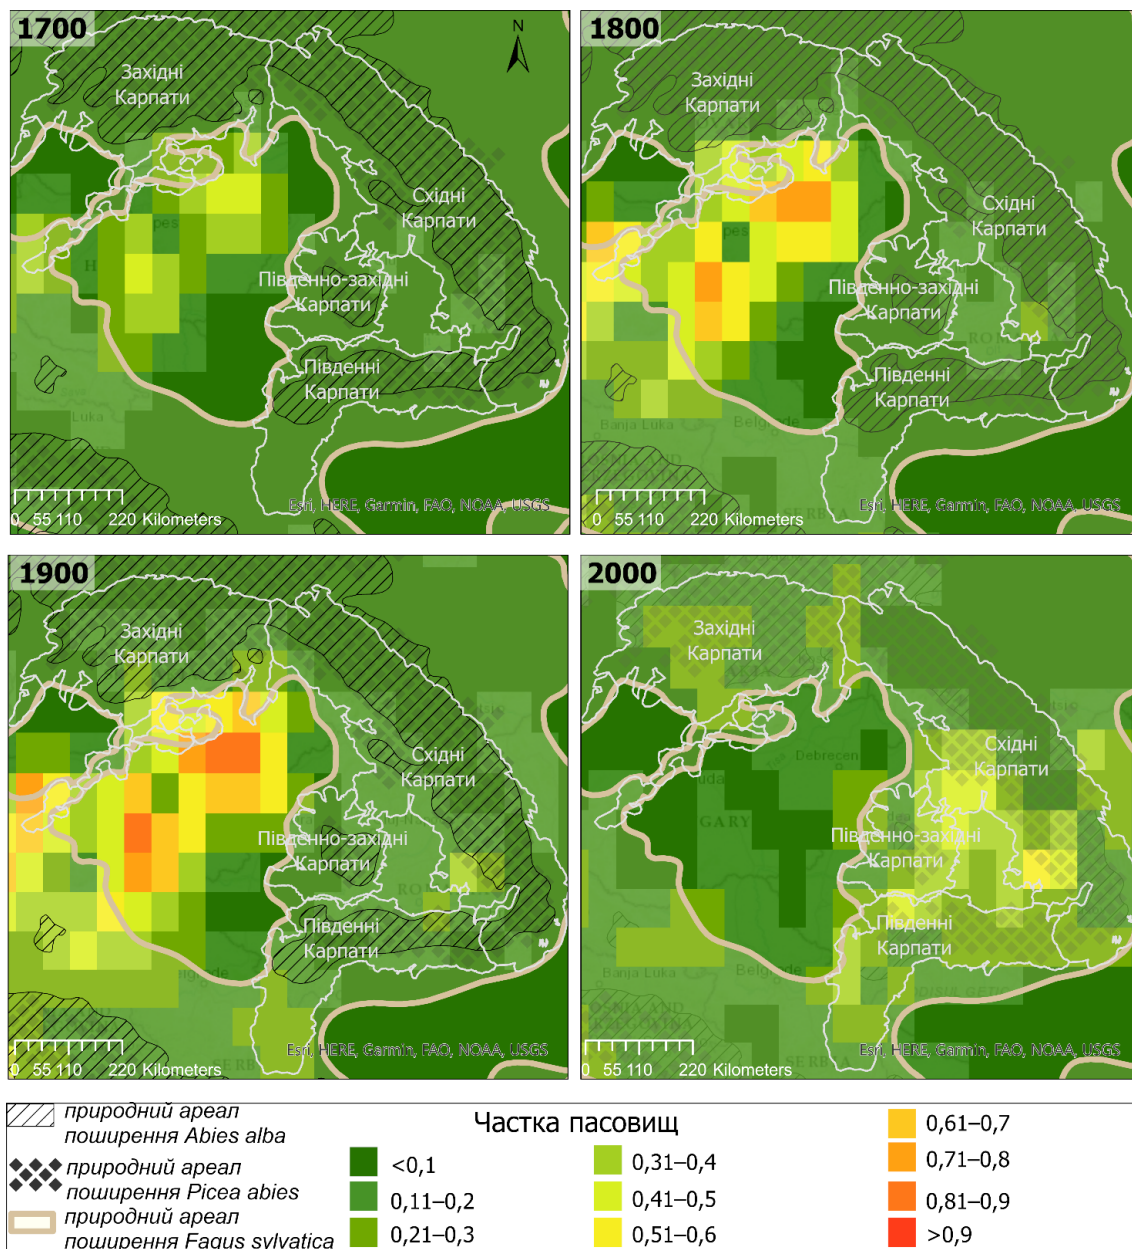 1700
N
Західні
Карпати
Східні
Карпати
Південно-західні
Карпати
Південні
Карпати
Luka
Esri, HERE, Garmin, FAO, NOAA, USGS
0 55 110 220 Kilometers
1800
Західні
Карпати
Східні
Карпати
Південно-західні
Карпати
Південні
Карпати
Banja Luka
Belgrade
Esri, HERE, Garmin, FAO, NOAA, USGS
0 55 110 220 Kilometers
1900
Західні
Карпати
Східні
Карпати
Південно-західні
Карпати
Південні
Карпати
Esri, HERE, Garmin, FAO, NOAA, USGS
0 55 110 220 Kilometers
2000
Західні
Карпати
Debrecen
Східні
Карпати
GARY
Південно-західні
Карпати
Південні
Карпати
Banja Luka
Belgrade
Esri, HERE, Garmin, FAO, NOAA, USGS
0 55 110 220 Kilometers
природний ареал
поширення Abies alba
природний ареал
поширення Picea abies
природний ареал
поширення Fagus sylvatica
Частка пасовищ
<0,1
0,11–0,2
0,21–0,3
0,31–0,4
0,41–0,5
0,51–0,6
0,61–0,7
0,71–0,8
0,81–0,9
>0,9